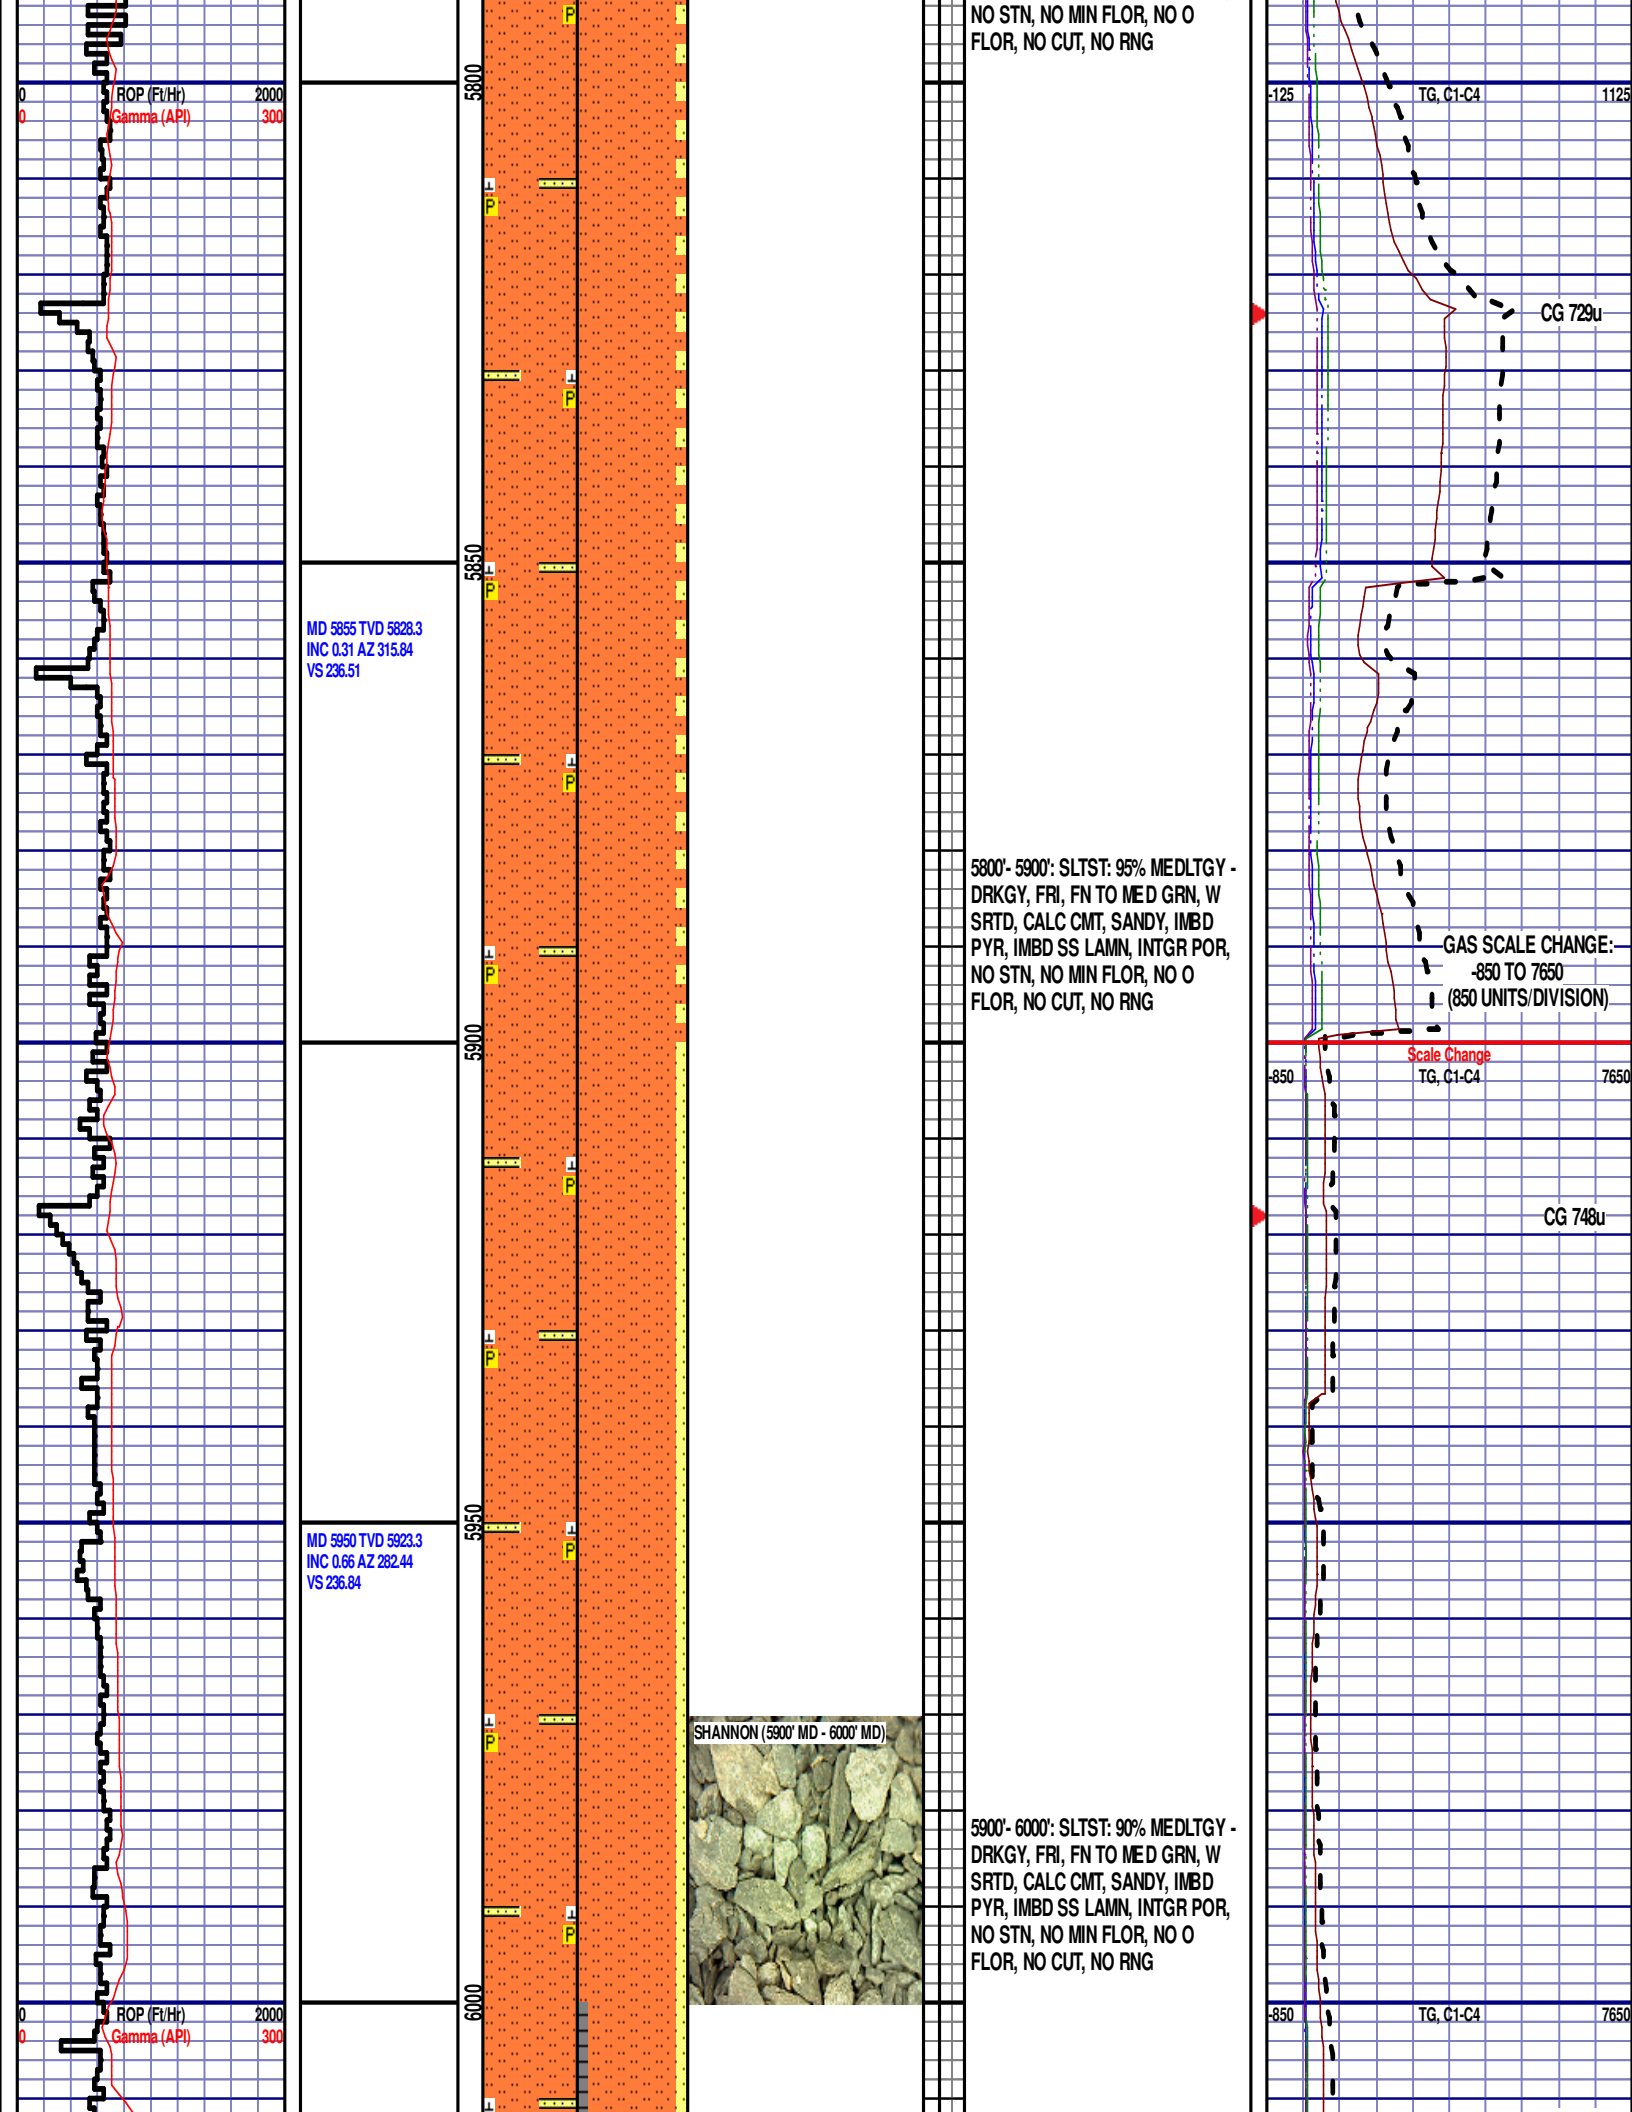 NO STN, NO MIN FLOR, NO O
FLOR, NO CUT, NO RNG
0 ROP (Ft/Hr) 2000
0 Gamma (API) 300
5800
-125 TG, C1-C4 1125
P
P
CG 729u
P
5850
P
MD 5855 TVD 5828.3
INC 0.31 AZ 315.84
VS 236.51
P
5800'- 5900': SLTST: 95% MEDLTGY -
DRKGY, FRI, FN TO MED GRN, W
SRTD, CALC CMT, SANDY, IMBD
PYR, IMBD SS LAMN, INTGR POR,
NO STN, NO MIN FLOR, NO O
FLOR, NO CUT, NO RNG
P
GAS SCALE CHANGE:
-850 TO 7650
(850 UNITS/DIVISION)
5900
Scale Change
-850 TG, C1-C4 7650
P
CG 748u
P
5950
P
MD 5950 TVD 5923.3
INC 0.66 AZ 282.44
VS 236.84
SHANNON (5900' MD - 6000' MD)
P
5900'- 6000': SLTST: 90% MEDLTGY -
DRKGY, FRI, FN TO MED GRN, W
SRTD, CALC CMT, SANDY, IMBD
PYR, IMBD SS LAMN, INTGR POR,
NO STN, NO MIN FLOR, NO O
FLOR, NO CUT, NO RNG
P
6000
0 ROP (Ft/Hr) 2000
0 Gamma (API) 300
-850 TG, C1-C4 7650